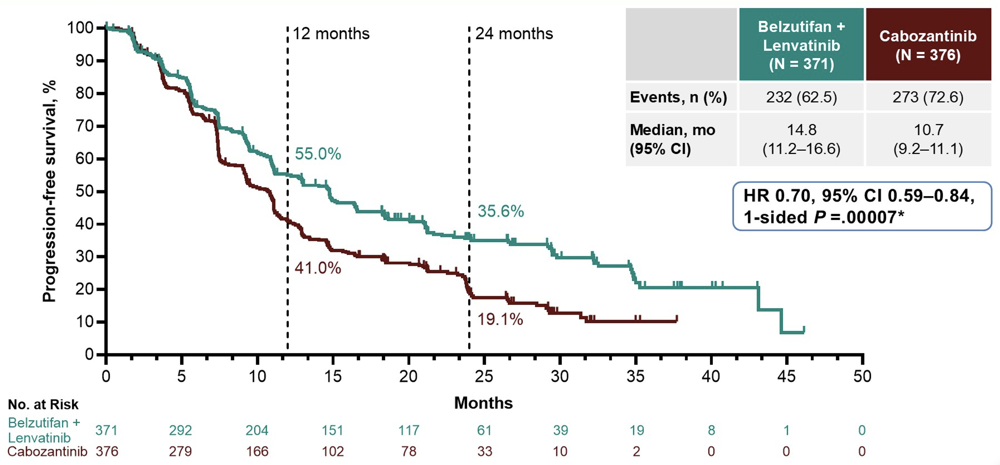 Progression-free survival, %
100
90
80
70
60
50
40
30
20
10
0
12 months
24 months
55.0%
41.0%
35.6%
19.1%
Belzutifan +
Lenvatinib
(N = 371)
Cabozantinib
(N = 376)
Events, n (%) 232 (62.5) 273 (72.6)
Median, mo
(95% CI)
14.8
(11.2–16.6)
10.7
(9.2–11.1)
HR 0.70, 95% CI 0.59–0.84,
1-sided P =.00007*
0 5 10 15 20 25 30 35 40 45 50
Months
No. at Risk
Belzutifan +
Lenvatinib
371 292 204 151 117 61 39 19 8 1 0
Cabozantinib 376 279 166 102 78 33 10 2 0 0 0